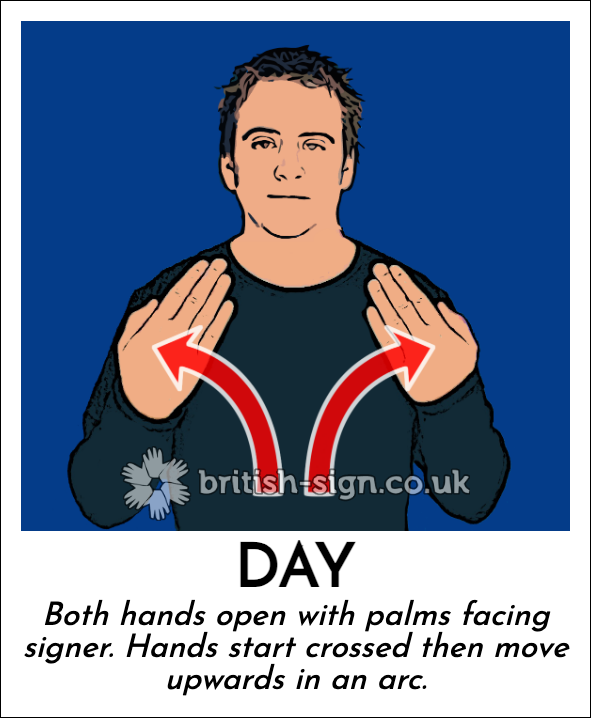 british-sign.co.uk
DAY
Both hands open with palms facing
signer. Hands start crossed then move
upwards in an arc.